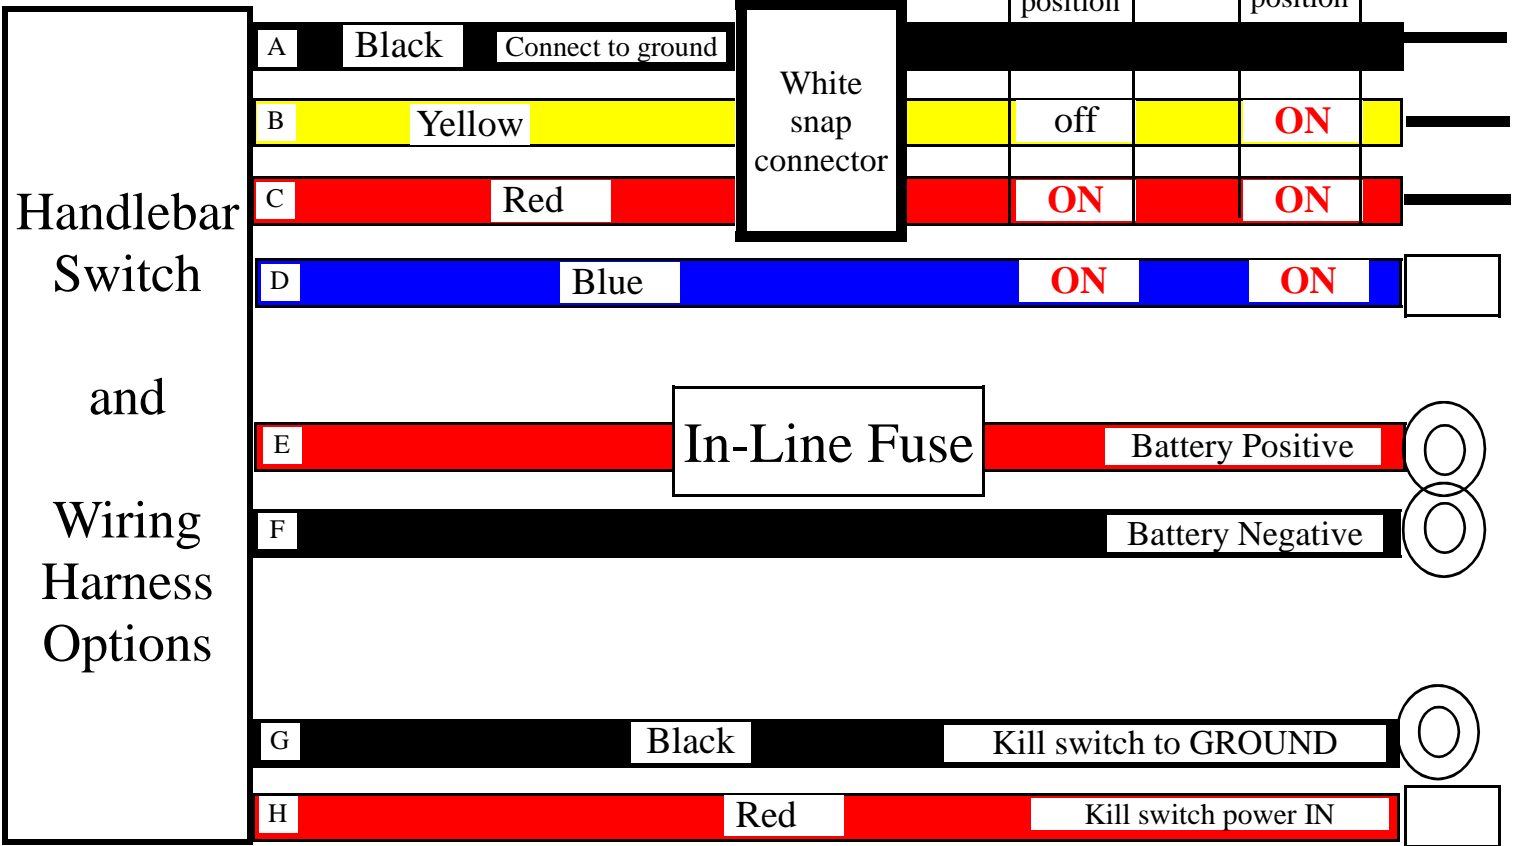 position
position
A
Black
Connect to ground
White
snap
connector
B
Yellow
off
ON
C
Red
ON
ON
D
Blue
ON
ON
Handlebar
Switch
and
Wiring
Harness
Options
E
In-Line Fuse
Battery Positive
F
Battery Negative
G
Black
Kill switch to GROUND
H
Red
Kill switch power IN